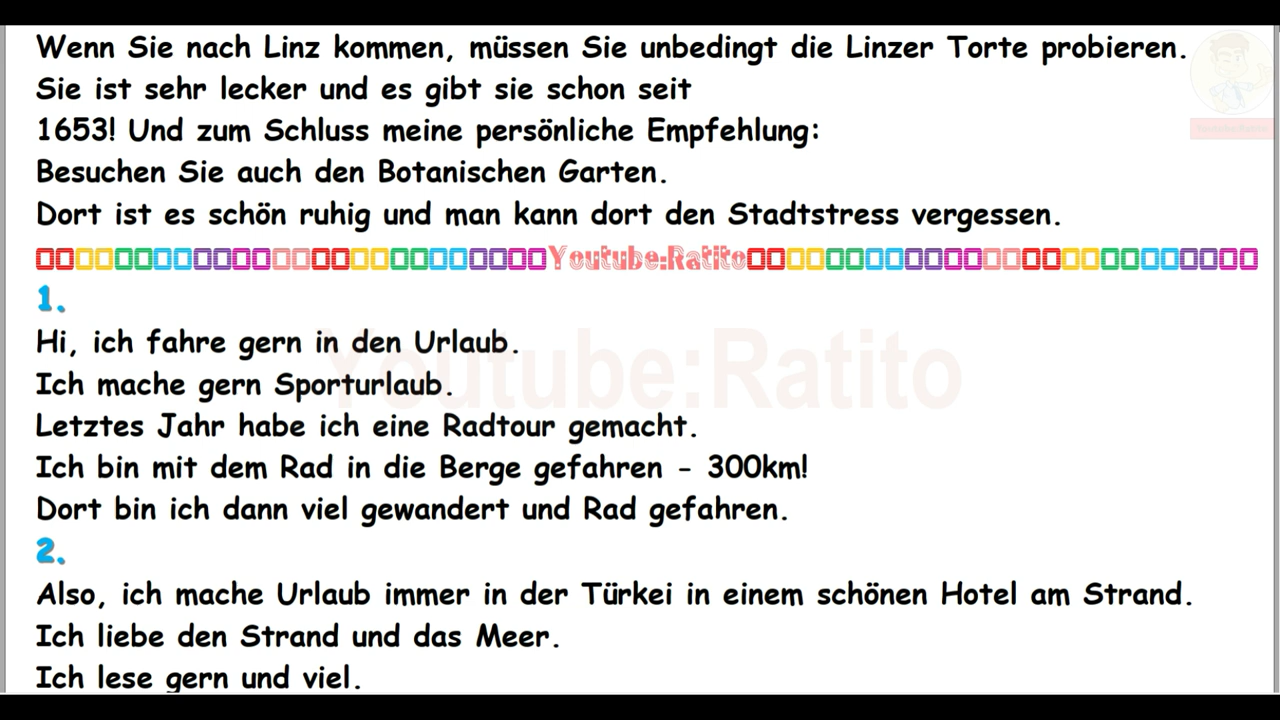 Wenn Sie nach Linz kommen, müssen Sie unbedingt die Linzer Torte probieren.
Sie ist sehr lecker und es gibt sie schon seit
1653! Und zum Schluss meine persönliche Empfehlung:
Besuchen Sie auch den Botanischen Garten.
Dort ist es schön ruhig und man kann dort den Stadtstress vergessen.
Youtube:Ratito
1.
Hi, ich fahre gern in den Urlaub.
Youtube:Ratito
Ich mache gern Sporturlaub.
Letztes Jahr habe ich eine Radtour gemacht.
Ich bin mit dem Rad in die Berge gefahren - 300km!
Dort bin ich dann viel gewandert und Rad gefahren.
2.
Also, ich mache Urlaub immer in der Türkei in einem schönen Hotel am Strand.
Ich liebe den Strand und das Meer.
Ich lese gern und viel.